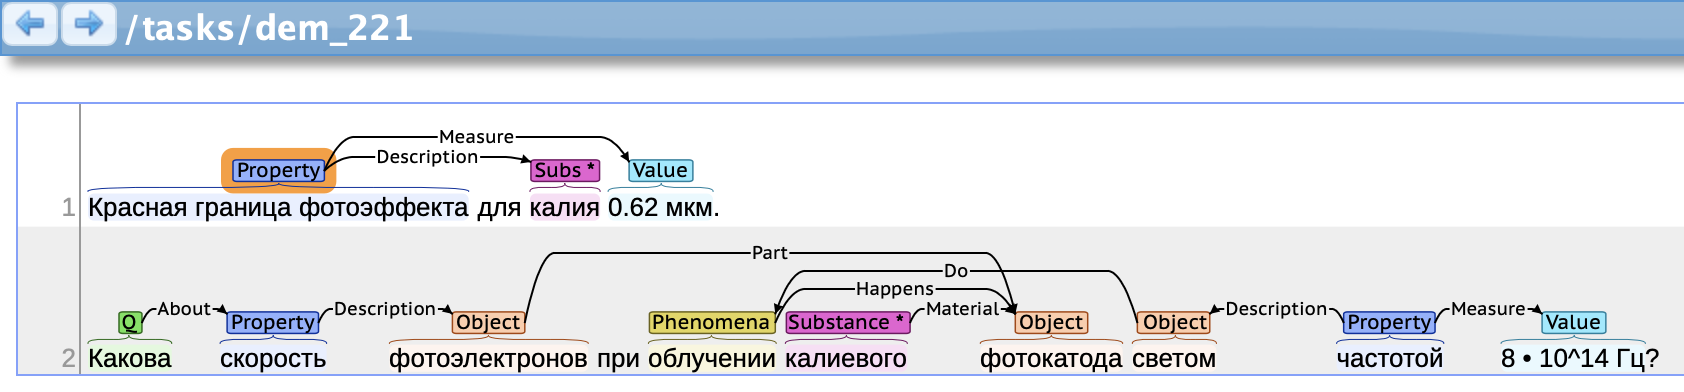 /tasks/dem_221
Measure
Description
Property Subs * Value
1 Красная граница фотоэффекта для калия 0.62 мкм.
Part
Do
Happens
About Description Material Description Measure
Q Property Object Phenomena Substance * Object Object Property Value
2 Какова скорость фотоэлектронов при облучении калиевого фотокатода светом частотой 8 • 10^14 Гц?